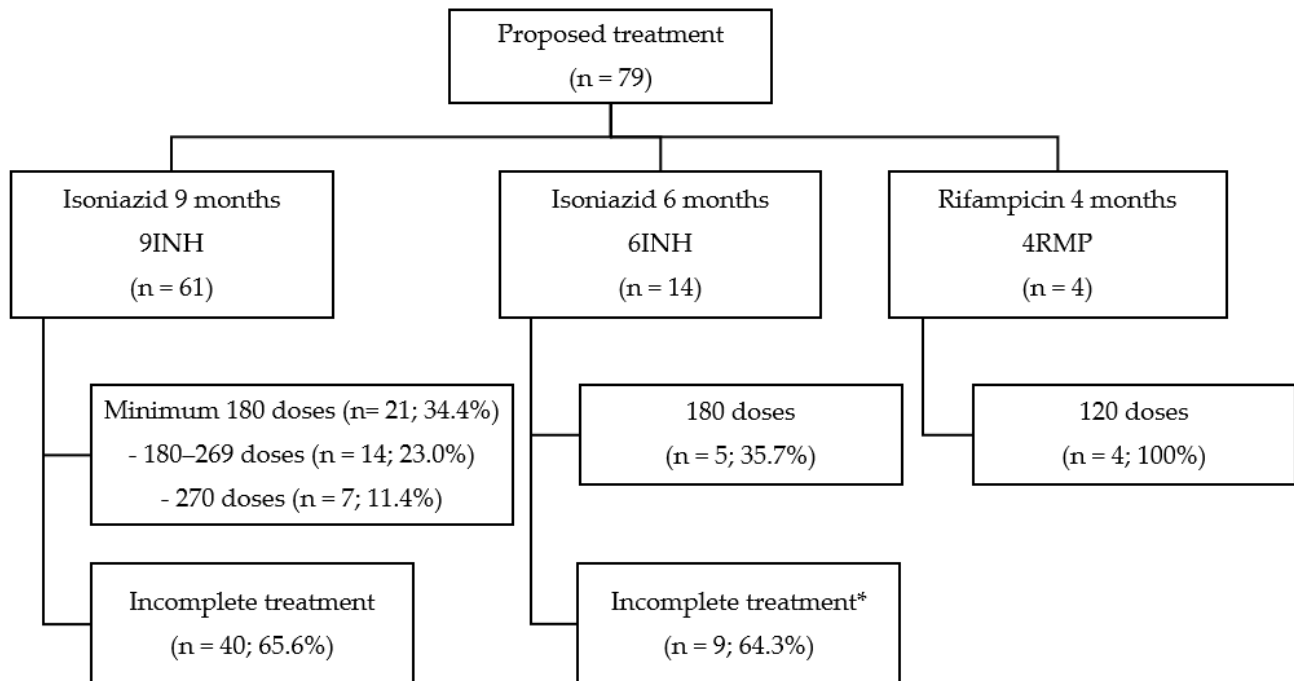 Proposed treatment
(n = 79)
Isoniazid 9 months
9INH
(n = 61)
Isoniazid 6 months
6INH
(n = 14)
Rifampicin 4 months
4RMP
(n = 4)
Minimum 180 doses (n= 21; 34.4%)
- 180–269 doses (n = 14; 23.0%)
- 270 doses (n = 7; 11.4%)
180 doses
(n = 5; 35.7%)
120 doses
(n = 4; 100%)
Incomplete treatment
(n = 40; 65.6%)
Incomplete treatment*
(n = 9; 64.3%)